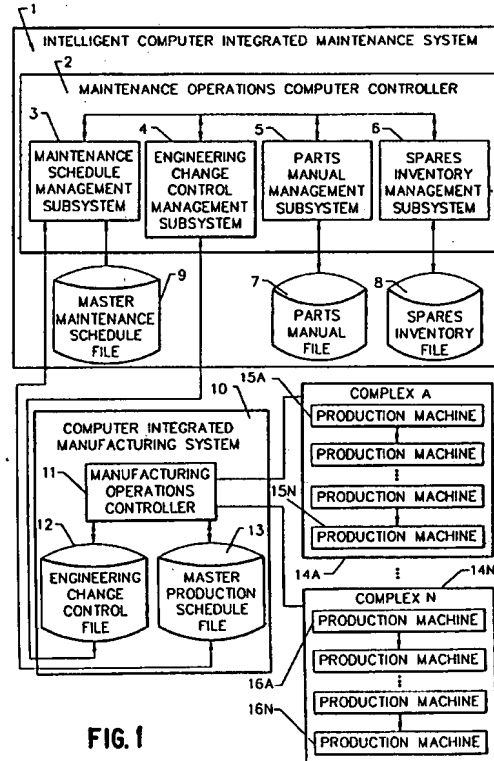 1
INTELLIGENT COMPUTER INTEGRATED MAINTENANCE SYSTEM
2
MAINTENANCE OPERATIONS COMPUTER CONTROLLER
3
4
5
6
MAINTENANCE
SCHEDULE
MANAGEMENT
SUBSYSTEM
ENGINEERING
CHANGE
CONTROL
MANAGEMENT
SUBSYSTEM
PARTS
MANUAL
MANAGEMENT
SUBSYSTEM
SPARES
INVENTORY
MANAGEMENT
SUBSYSTEM
9
MASTER
MAINTENANCE
SCHEDULE
FILE
7
PARTS
MANUAL
FILE
8
SPARES
INVENTORY
FILE
10
COMPUTER INTEGRATED
MANUFACTURING SYSTEM
11
MANUFACTURING
OPERATIONS
CONTROLLER
12
ENGINEERING
CHANGE
CONTROL
FILE
13
MASTER
PRODUCTION
SCHEDULE
FILE
15A
COMPLEX A
PRODUCTION MACHINE
PRODUCTION MACHINE
PRODUCTION MACHINE
15N
PRODUCTION MACHINE
14A
14N
COMPLEX N
PRODUCTION MACHINE
16A
PRODUCTION MACHINE
PRODUCTION MACHINE
16N
PRODUCTION MACHINE
FIG. 1